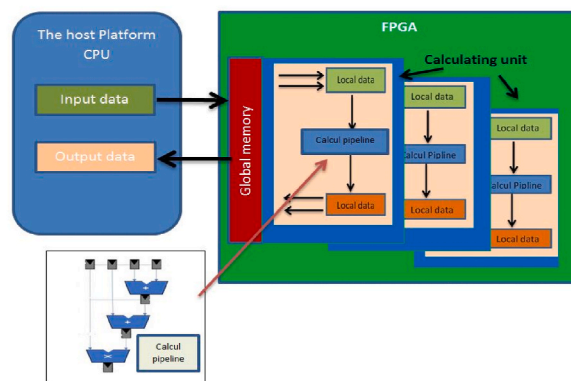 The host Platform
CPU
Input data
Output data
FPGA
Calculating unit
Global memory
Local data
Calcul pipeline
Local data
Local data
Calcul Pipline
Local data
Local data
Calcul Pipline
Local data
Calcul
pipeline